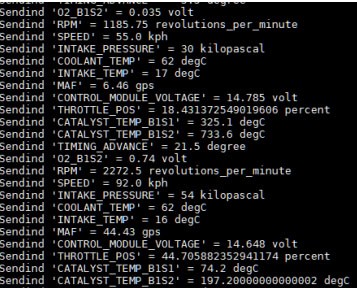 Sendind 'O2_B1S2' = 0.035 volt
Sendind 'RPM' = 1185.75 revolutions_per_minute
Sendind 'SPEED' = 55.0 kph
Sendind 'INTAKE_PRESSURE' = 30 kilopascal
Sendind 'COOLANT_TEMP' = 62 degC
Sendind 'INTAKE_TEMP' = 17 degC
Sendind 'MAF' = 6.46 gps
Sendind 'CONTROL_MODULE_VOLTAGE' = 14.785 volt
Sendind 'THROTTLE_POS' = 18.431372549019606 percent
Sendind 'CATALYST_TEMP_B1S1' = 325.1 degC
Sendind 'CATALYST_TEMP_B1S2' = 733.6 degC
Sendind 'TIMING_ADVANCE' = 21.5 degree
Sendind 'O2_B1S2' = 0.74 volt
Sendind 'RPM' = 2272.5 revolutions_per_minute
Sendind 'SPEED' = 92.0 kph
Sendind 'INTAKE_PRESSURE' = 54 kilopascal
Sendind 'COOLANT_TEMP' = 62 degC
Sendind 'INTAKE_TEMP' = 16 degC
Sendind 'MAF' = 44.43 gps
Sendind 'CONTROL_MODULE_VOLTAGE' = 14.648 volt
Sendind 'THROTTLE_POS' = 44.705882352941174 percent
Sendind 'CATALYST_TEMP_B1S1' = 74.2 degC
Sendind 'CATALYST_TEMP_B1S2' = 197.20000000000002 degC